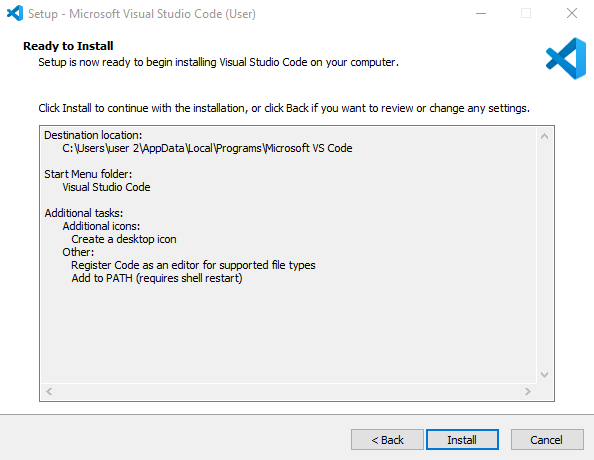 Setup - Microsoft Visual Studio Code (User)
Ready to Install
Setup is now ready to begin installing Visual Studio Code on your computer.
Click Install to continue with the installation, or click Back if you want to review or change any settings.
Destination location:
C:\Users\user 2\AppData\Local\Programs\Microsoft VS Code
Start Menu folder:
Visual Studio Code
Additional tasks:
Additional icons:
Create a desktop icon
Other:
Register Code as an editor for supported file types
Add to PATH (requires shell restart)
< Back Install Cancel